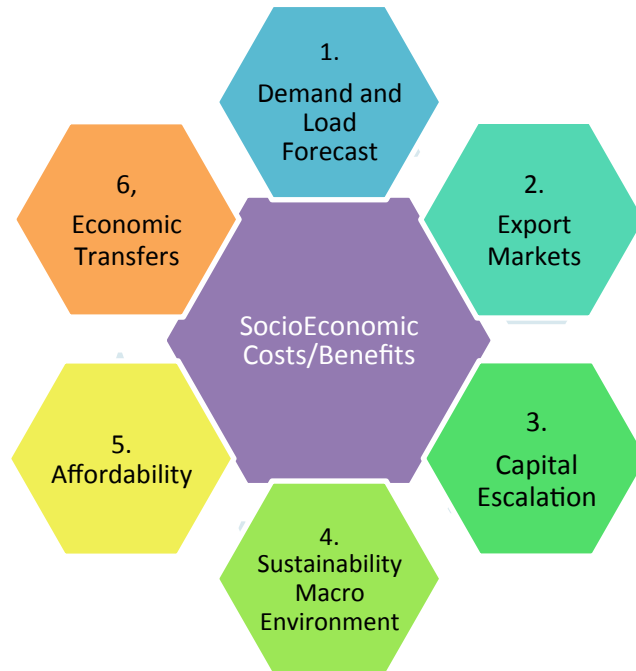 1.
Demand and
Load
Forecast
2.
Export
Markets
3.
Capital
Escalation
4.
Sustainability
Macro
Environment
5.
Affordability
6,
Economic
Transfers
SocioEconomic
Costs/Benefits